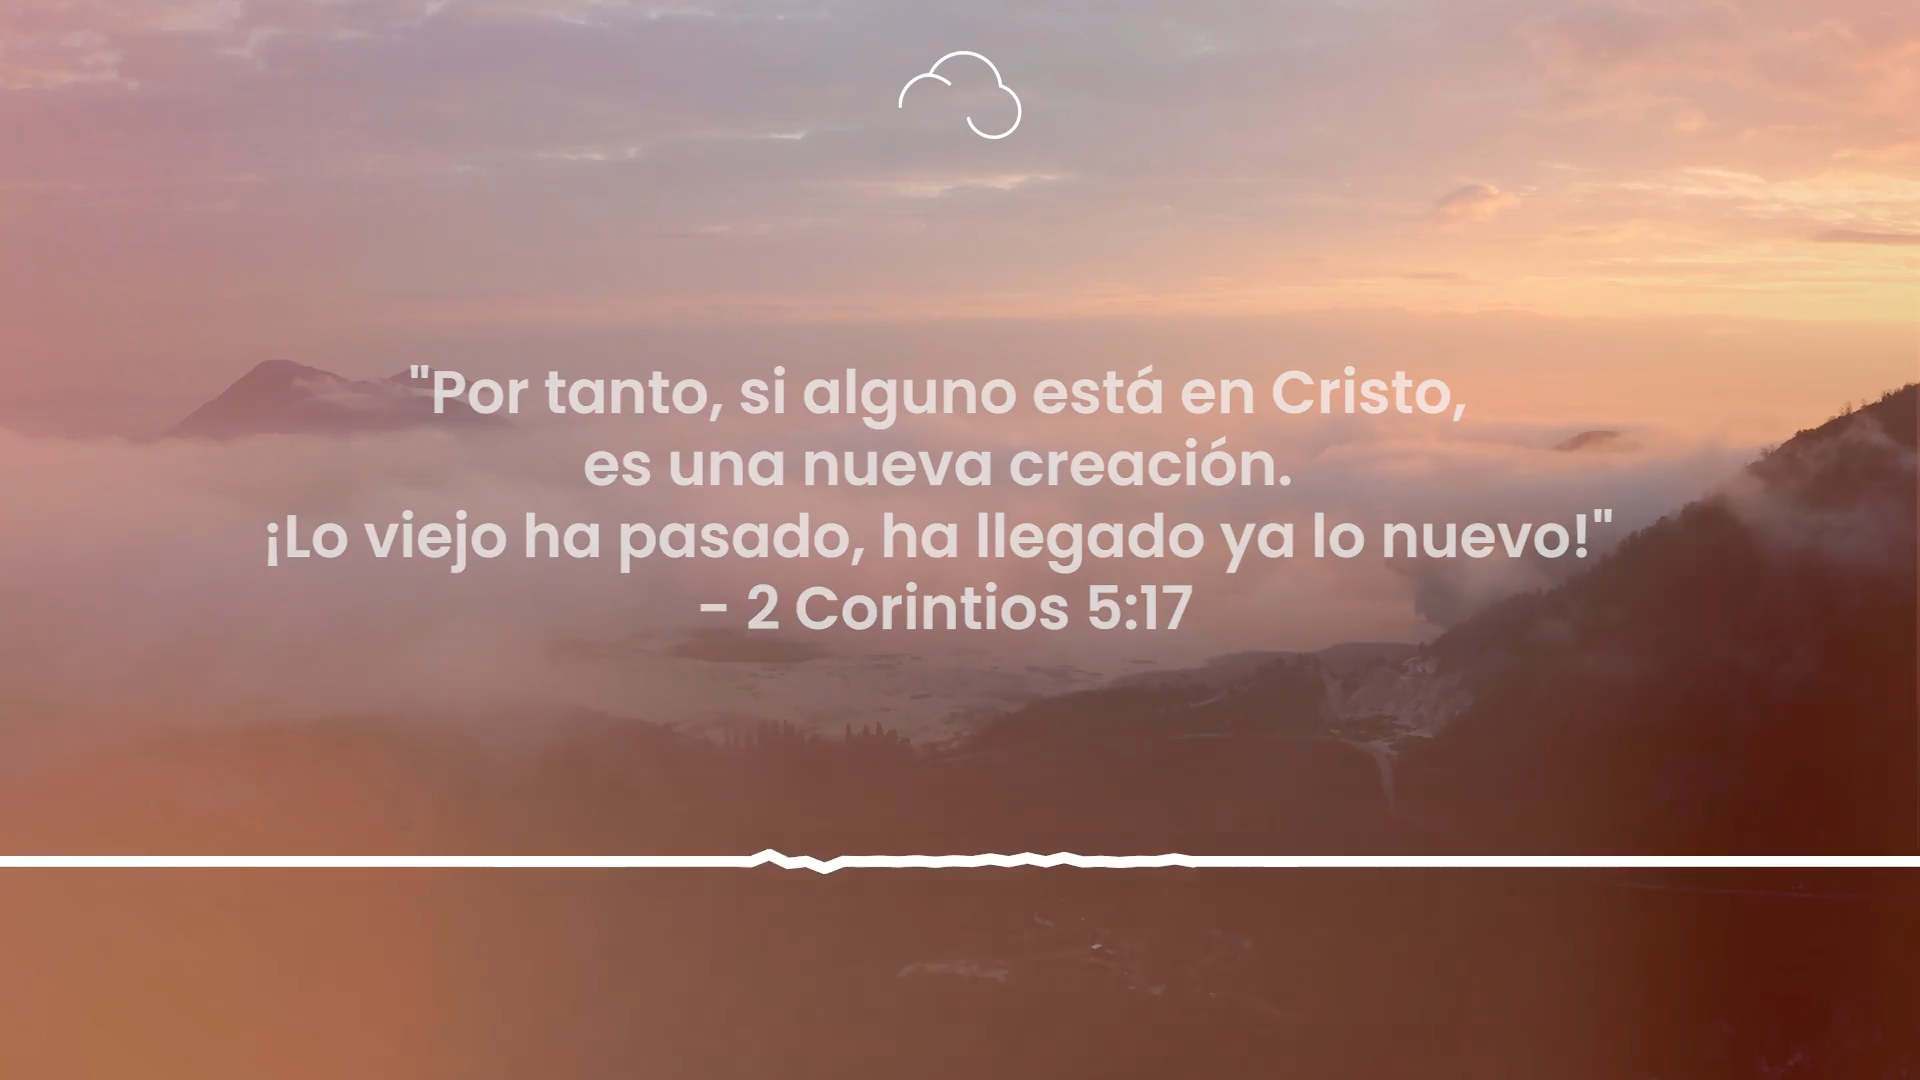 "Por tanto, si alguno está en Cristo,
es una nueva creación.
¡Lo viejo ha pasado, ha llegado ya lo nuevo!"
– 2 Corintios 5:17